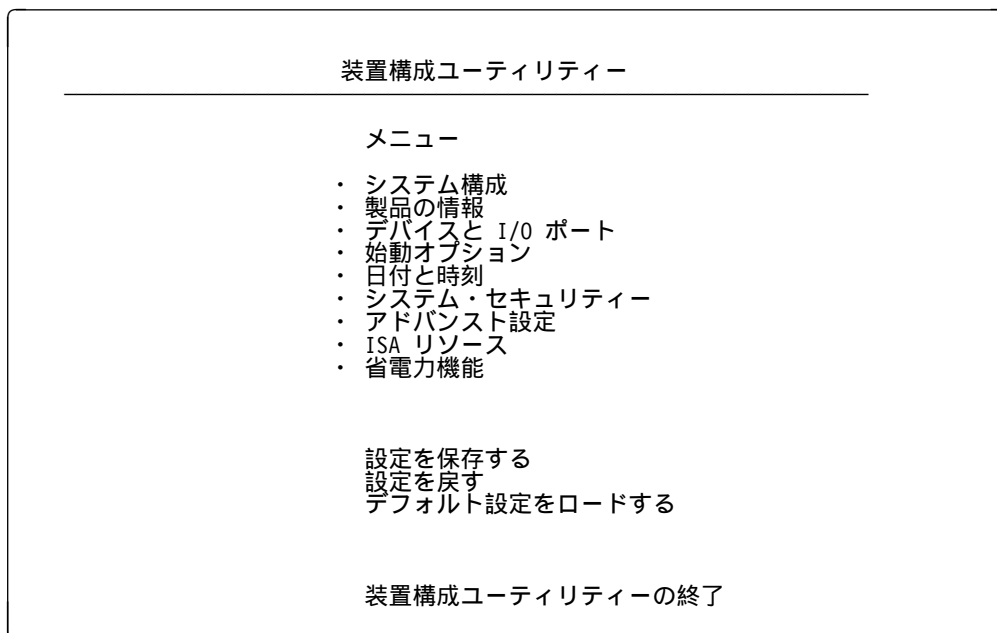 装置構成ユーティリティー
メニュー
・ システム構成
・ 製品の情報
・ デバイスと I/O ポート
・ 始動オプション
・ 日付と時刻
・ システム・セキュリティー
・ アドバンスト設定
・ ISA リソース
・ 省電力機能
設定を保存する
設定を戻す
デフォルト設定をロードする
装置構成ユーティリティーの終了